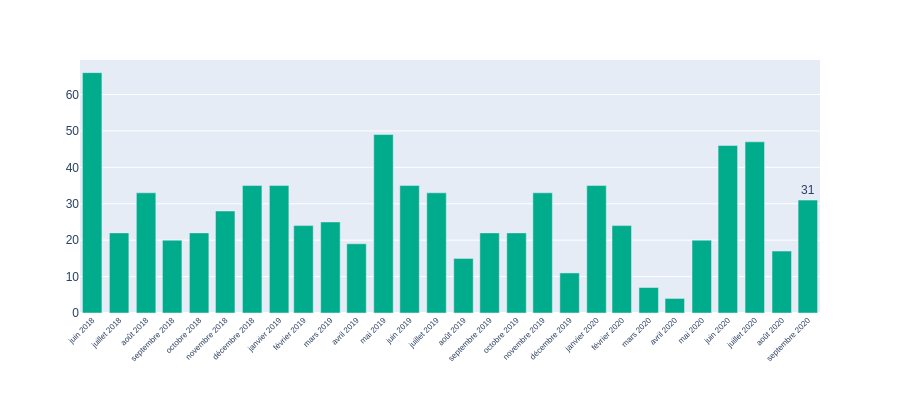 60
50
40
30
20
10
0
31
juin 2018
juillet 2018
août 2018
septembre 2018
octobre 2018
novembre 2018
décembre 2018
janvier 2019
février 2019
mars 2019
avril 2019
mai 2019
juin 2019
juillet 2019
août 2019
septembre 2019
octobre 2019
novembre 2019
décembre 2019
janvier 2020
février 2020
mars 2020
avril 2020
mai 2020
juin 2020
juillet 2020
août 2020
septembre 2020